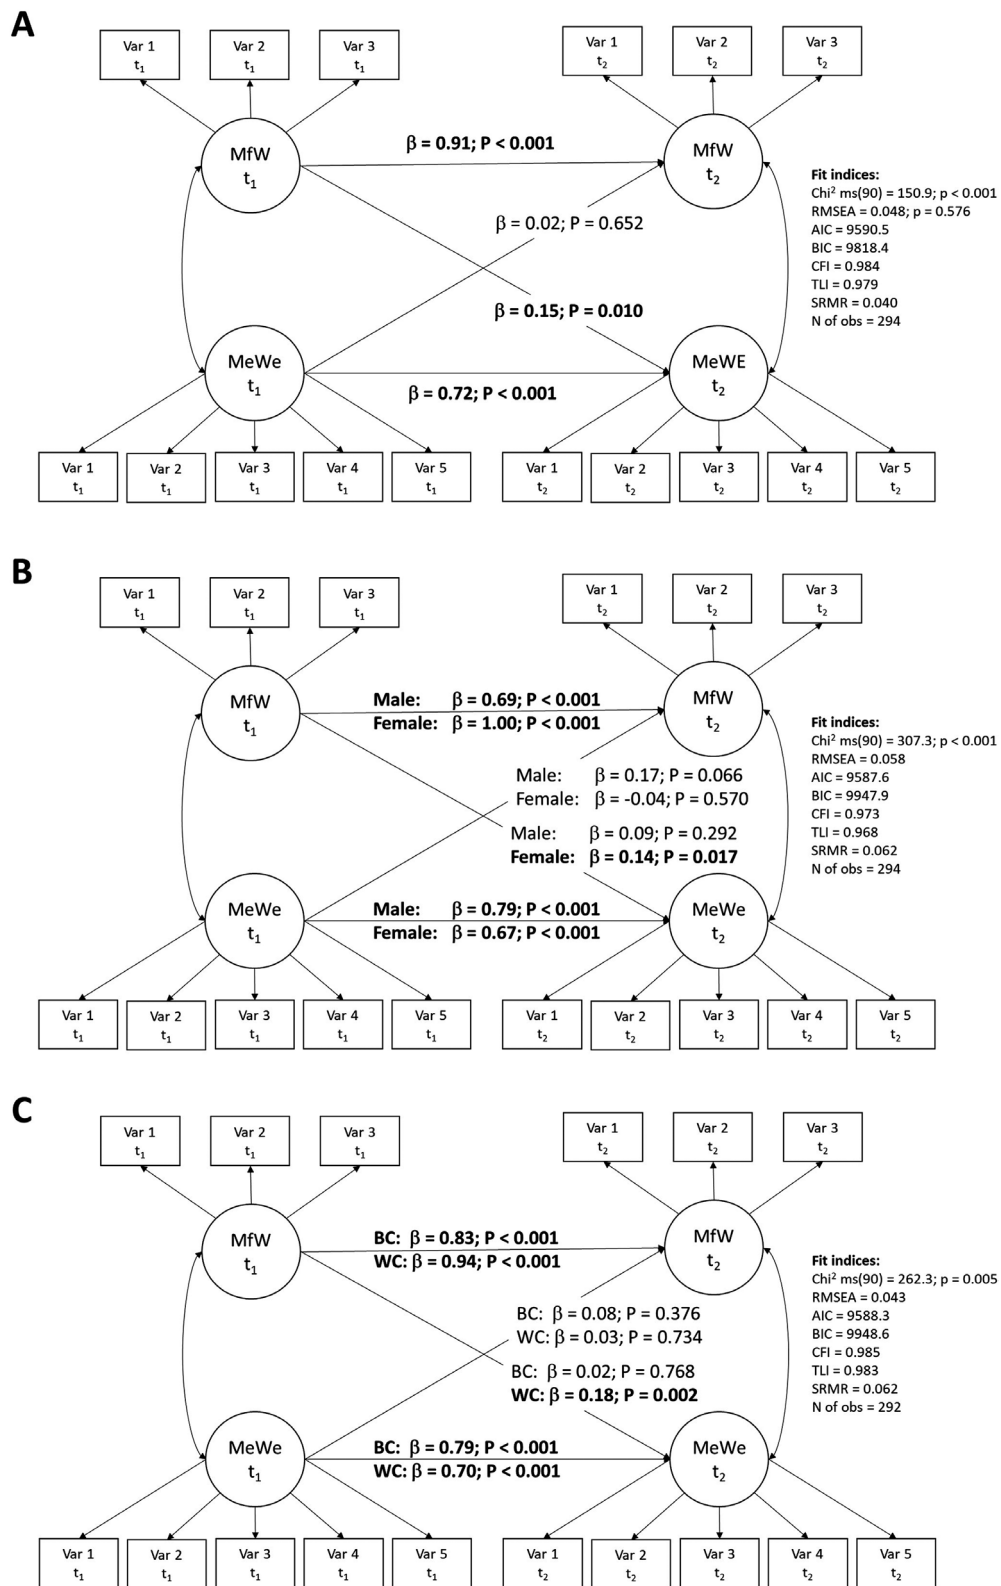 A
Var 1
t1
Var 2
t1
Var 3
t1
Var 1
t2
Var 2
t2
Var 3
t2
MfW
t1
β = 0.91; P < 0.001
MfW
t2
β = 0.02; P = 0.652
β = 0.15; P = 0.010
Fit indices:
Chi² ms(90) = 150.9; p < 0.001
RMSEA = 0.048; p = 0.576
AIC = 9590.5
BIC = 9818.4
CFI = 0.984
TLI = 0.979
SRMR = 0.040
N of obs = 294
MeWe
t1
β = 0.72; P < 0.001
MeWE
t2
Var 1
t1
Var 2
t1
Var 3
t1
Var 4
t1
Var 5
t1
Var 1
t2
Var 2
t2
Var 3
t2
Var 4
t2
Var 5
t2
B
Var 1
t1
Var 2
t1
Var 3
t1
Var 1
t2
Var 2
t2
Var 3
t2
MfW
t1
Male: β = 0.69; P < 0.001
Female: β = 1.00; P < 0.001
MfW
t2
Male: β = 0.17; P = 0.066
Female: β = -0.04; P = 0.570
Male: β = 0.09; P = 0.292
Female: β = 0.14; P = 0.017
Fit indices:
Chi² ms(90) = 307.3; p < 0.001
RMSEA = 0.058
AIC = 9587.6
BIC = 9947.9
CFI = 0.973
TLI = 0.968
SRMR = 0.062
N of obs = 294
MeWe
t1
Male: β = 0.79; P < 0.001
Female: β = 0.67; P < 0.001
MeWe
t2
Var 1
t1
Var 2
t1
Var 3
t1
Var 4
t1
Var 5
t1
Var 1
t2
Var 2
t2
Var 3
t2
Var 4
t2
Var 5
t2
C
Var 1
t1
Var 2
t1
Var 3
t1
Var 1
t2
Var 2
t2
Var 3
t2
MfW
t1
BC: β = 0.83; P < 0.001
WC: β = 0.94; P < 0.001
MfW
t2
BC: β = 0.08; P = 0.376
WC: β = 0.03; P = 0.734
BC: β = 0.02; P = 0.768
WC: β = 0.18; P = 0.002
Fit indices:
Chi² ms(90) = 262.3; p = 0.005
RMSEA = 0.043
AIC = 9588.3
BIC = 9948.6
CFI = 0.985
TLI = 0.983
SRMR = 0.062
N of obs = 292
MeWe
t1
BC: β = 0.79; P < 0.001
WC: β = 0.70; P < 0.001
MeWe
t2
Var 1
t1
Var 2
t1
Var 3
t1
Var 4
t1
Var 5
t1
Var 1
t2
Var 2
t2
Var 3
t2
Var 4
t2
Var 5
t2